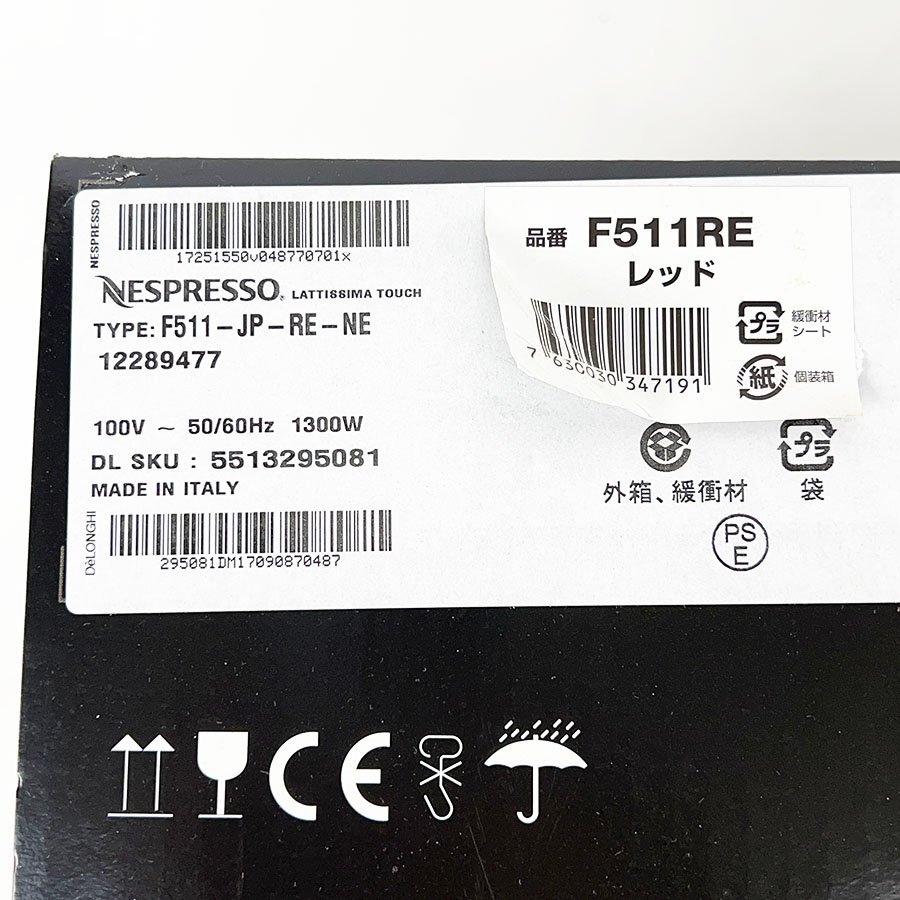 NESPRESSO
17251550v048770701x
NESPRESSO. LATTISSIMA TOUCH
TYPE: F511-JP-RE-NE
12289477
100V ~ 50/60Hz 1300W
DL SKU : 5513295081
MADE IN ITALY
DeLONGHI
295081DM17090870487
品番 F511RE
レッド
7 630030 347191
プラ
緩衝材
シート
紙
個装箱
外箱、緩衝材
プラ
袋
PS
E
CE